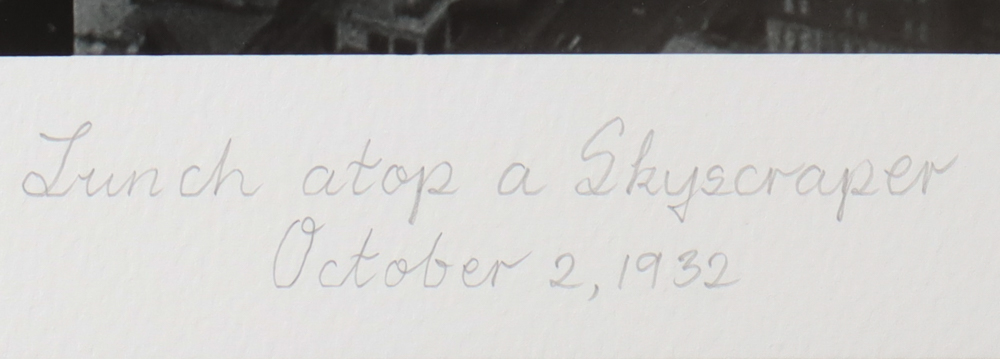 Lunch atop a Skyscraper
October 2, 1932